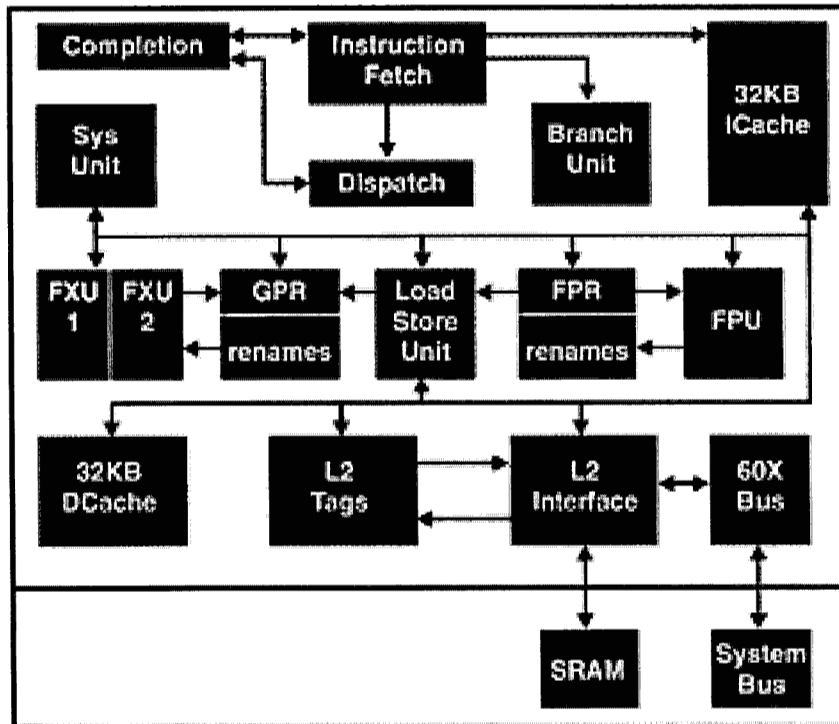 Completion
Instruction
Fetch
32KB
ICache
Sys
Unit
Branch
Unit
Dispatch
FXU
1
FXU
2
GPR
renames
Load
Store
Unit
FPR
renames
FPU
32KB
DCache
L2
Tags
L2
Interface
60X
Bus
SRAM
System
Bus